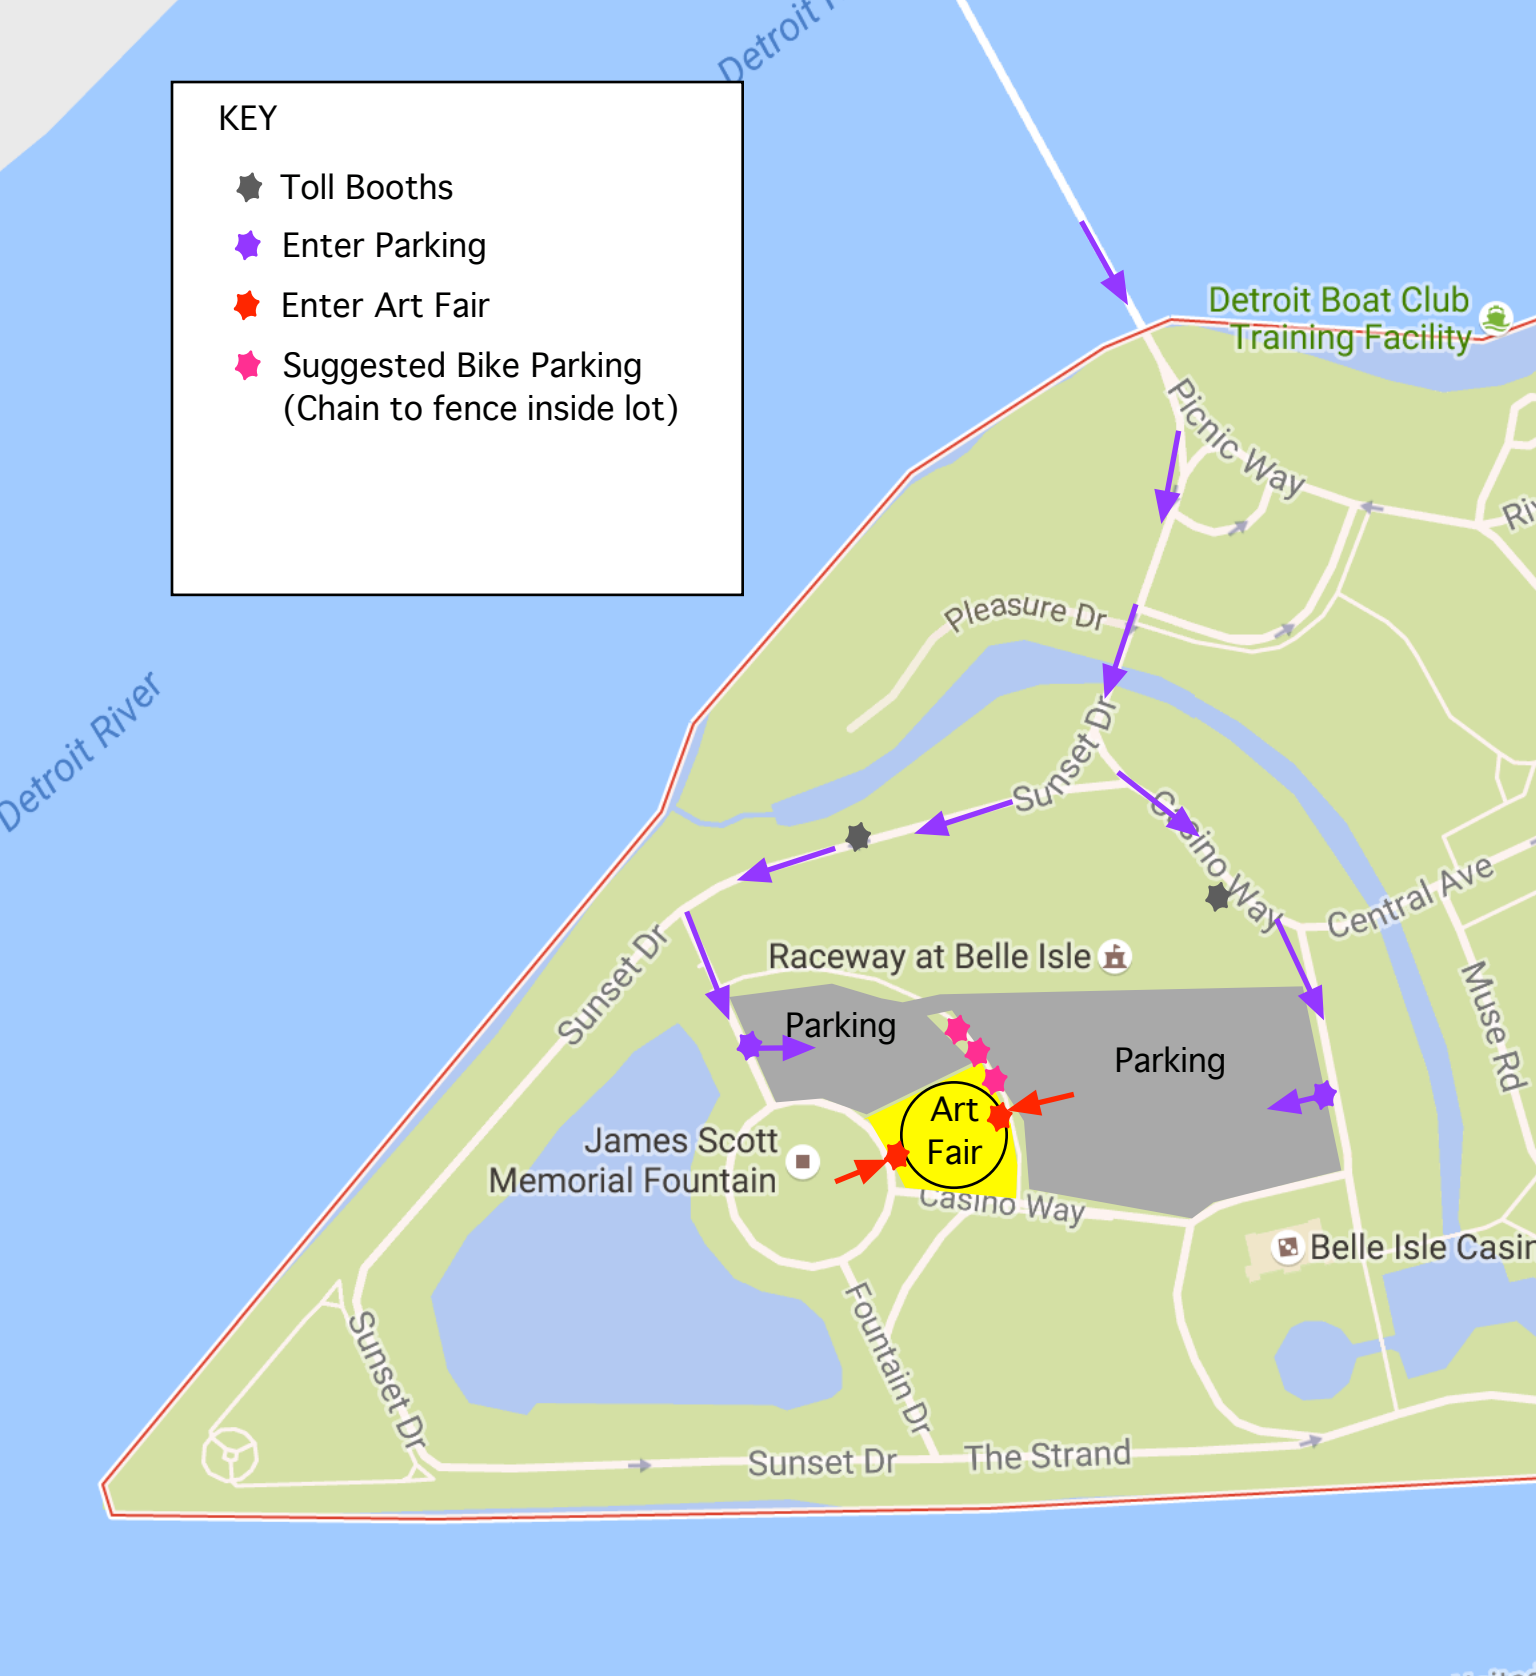 Detroit
KEY
Toll Booths
Enter Parking
Enter Art Fair
Suggested Bike Parking
(Chain to fence inside lot)
Detroit Boat Club
Training Facility
Picnic Way
Pleasure Dr
Detroit River
Sunset Dr
Casino Way
Central Ave
Sunset Dr
Raceway at Belle Isle
Muse Rd
Parking
Parking
Art
Fair
James Scott
Memorial Fountain
Casino Way
Belle Isle Casin
Fountain Dr
Sunset Dr
Sunset Dr
The Strand